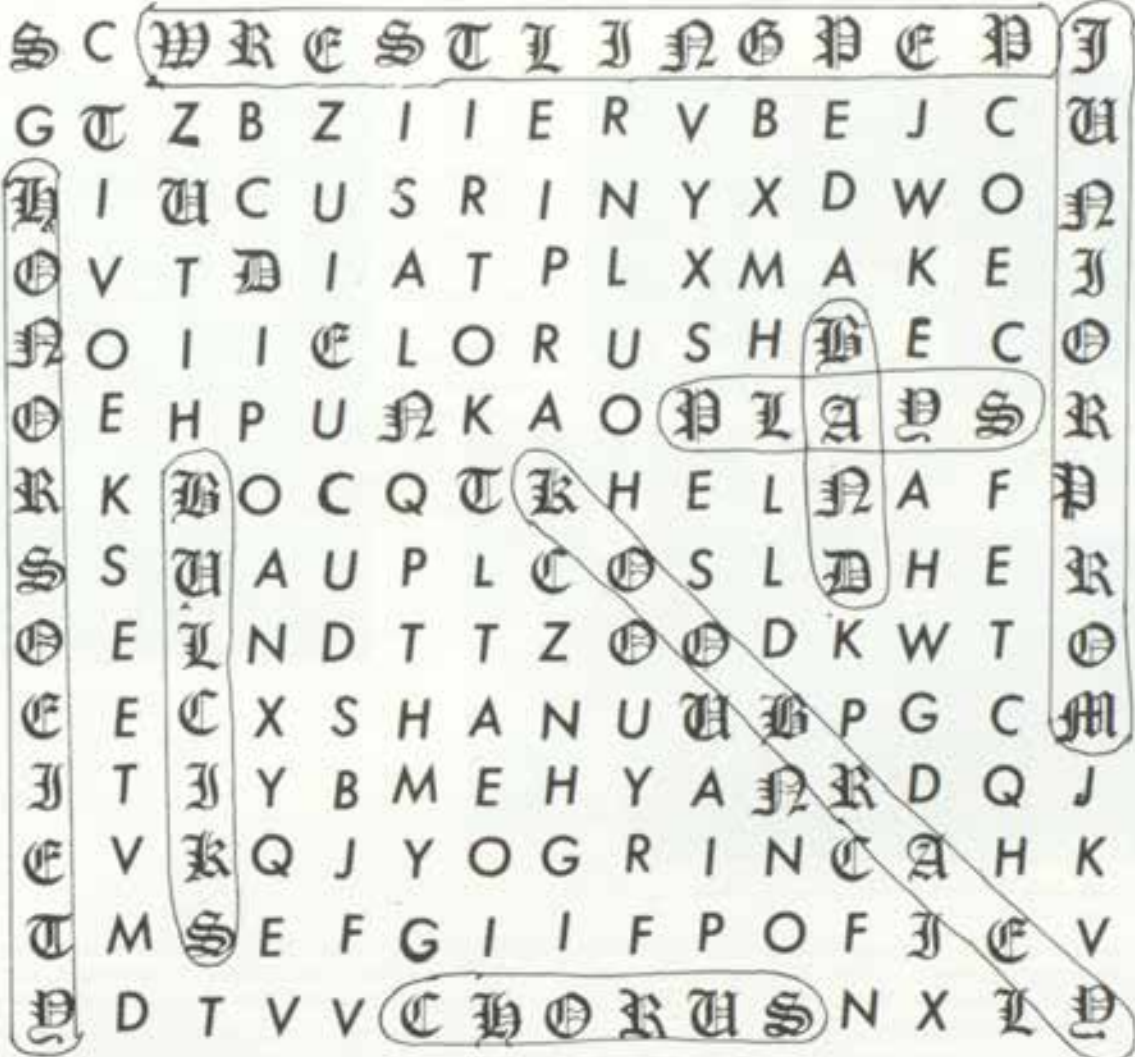 S C W R E S T L I N G P E P J
G T Z B Z I I E R V B E J C U
H I U C U S R I N Y X D W O N
O V T D I A T P L X M A K E I
N O I I E L O R U S H B E C O
O E H P U N K A O P L A Y S R
R K B O C Q T K H E L N A F P
S S U A U P L C O S L D H E R
O E L N D T T Z O O D K W T O
E E C X S H A N U U B P G C M
I T I Y B M E H Y A N R D Q J
E V K Q J Y O G R I N C A H K
T M S E F G I I F P O F I E V
Y D T V V C H O R U S N X L Y